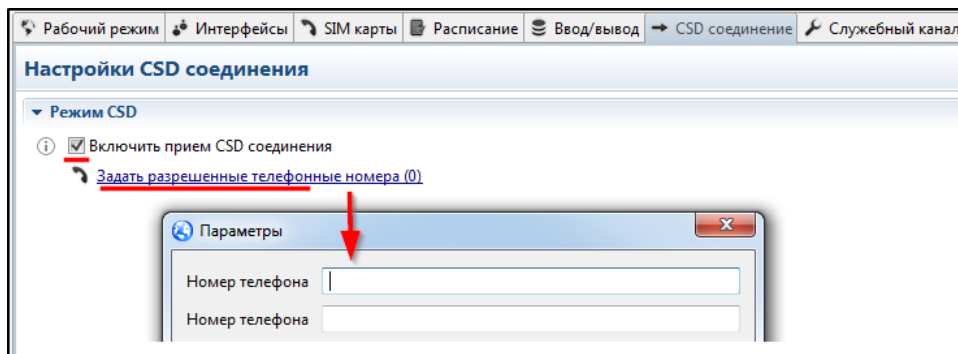 Рабочий режим Интерфейсы SIM карты Расписание Ввод/вывод CSD соединение Служебный канал
Настройки CSD соединения
Режим CSD
Включить прием CSD соединения
Задать разрешенные телефонные номера (0)
Параметры
Номер телефона
Номер телефона